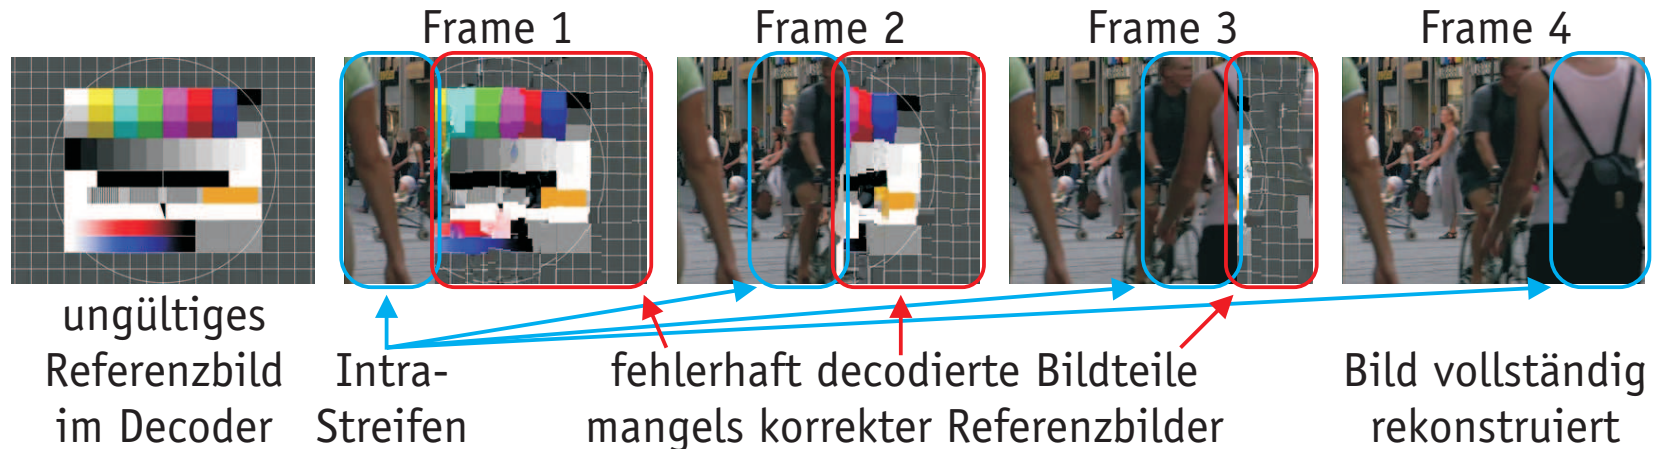 Frame 1
Frame 2
Frame 3
Frame 4
ungültiges
Referenzbild
im Decoder
Intra-
Streifen
fehlerhaft decodierte Bildteile
mangels korrekter Referenzbilder
Bild vollständig
rekonstruiert